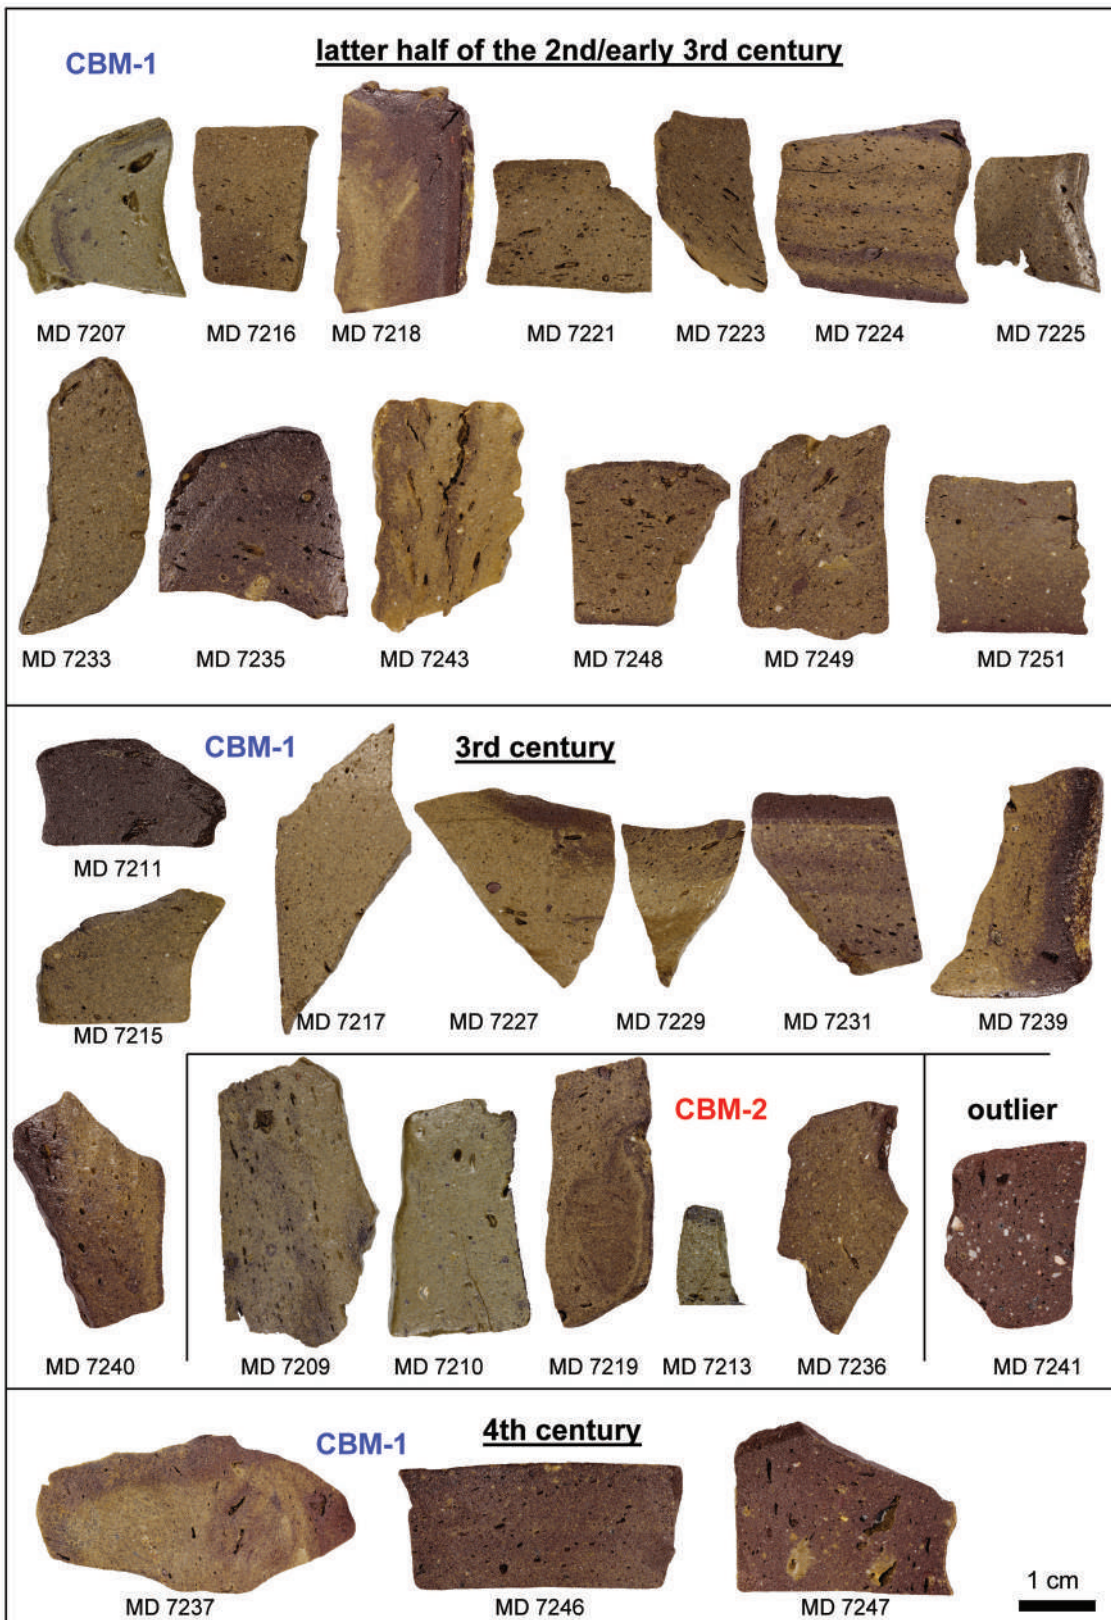 CBM-1
latter half of the 2nd/early 3rd century
MD 7207 MD 7216 MD 7218 MD 7221 MD 7223 MD 7224 MD 7225
MD 7233 MD 7235 MD 7243 MD 7248 MD 7249 MD 7251
CBM-1 3rd century
MD 7211
MD 7215 MD 7217 MD 7227 MD 7229 MD 7231 MD 7239
CBM-2 outlier
MD 7240 MD 7209 MD 7210 MD 7219 MD 7213 MD 7236 MD 7241
CBM-1 4th century
MD 7237 MD 7246 MD 7247
1 cm